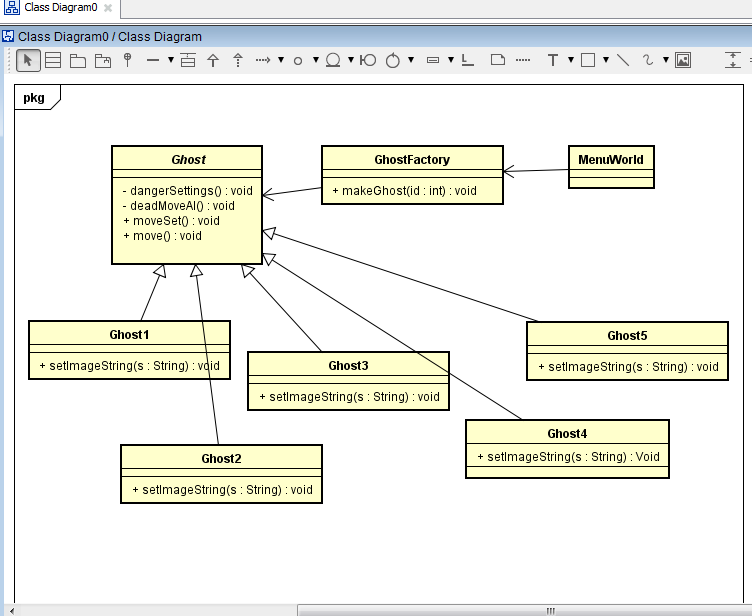 Class Diagram0
Class Diagram0 / Class Diagram
pkg
Ghost
- dangerSettings() : void
- deadMoveAI() : void
+ moveSet() : void
+ move() : void
GhostFactory
+ makeGhost(id : int) : void
MenuWorld
Ghost1
+ setImageString(s : String) : void
Ghost5
+ setImageString(s : String) : void
Ghost3
+ setImageString(s : String) : void
Ghost4
+ setImageString(s : String) : Void
Ghost2
+ setImageString(s : String) : void